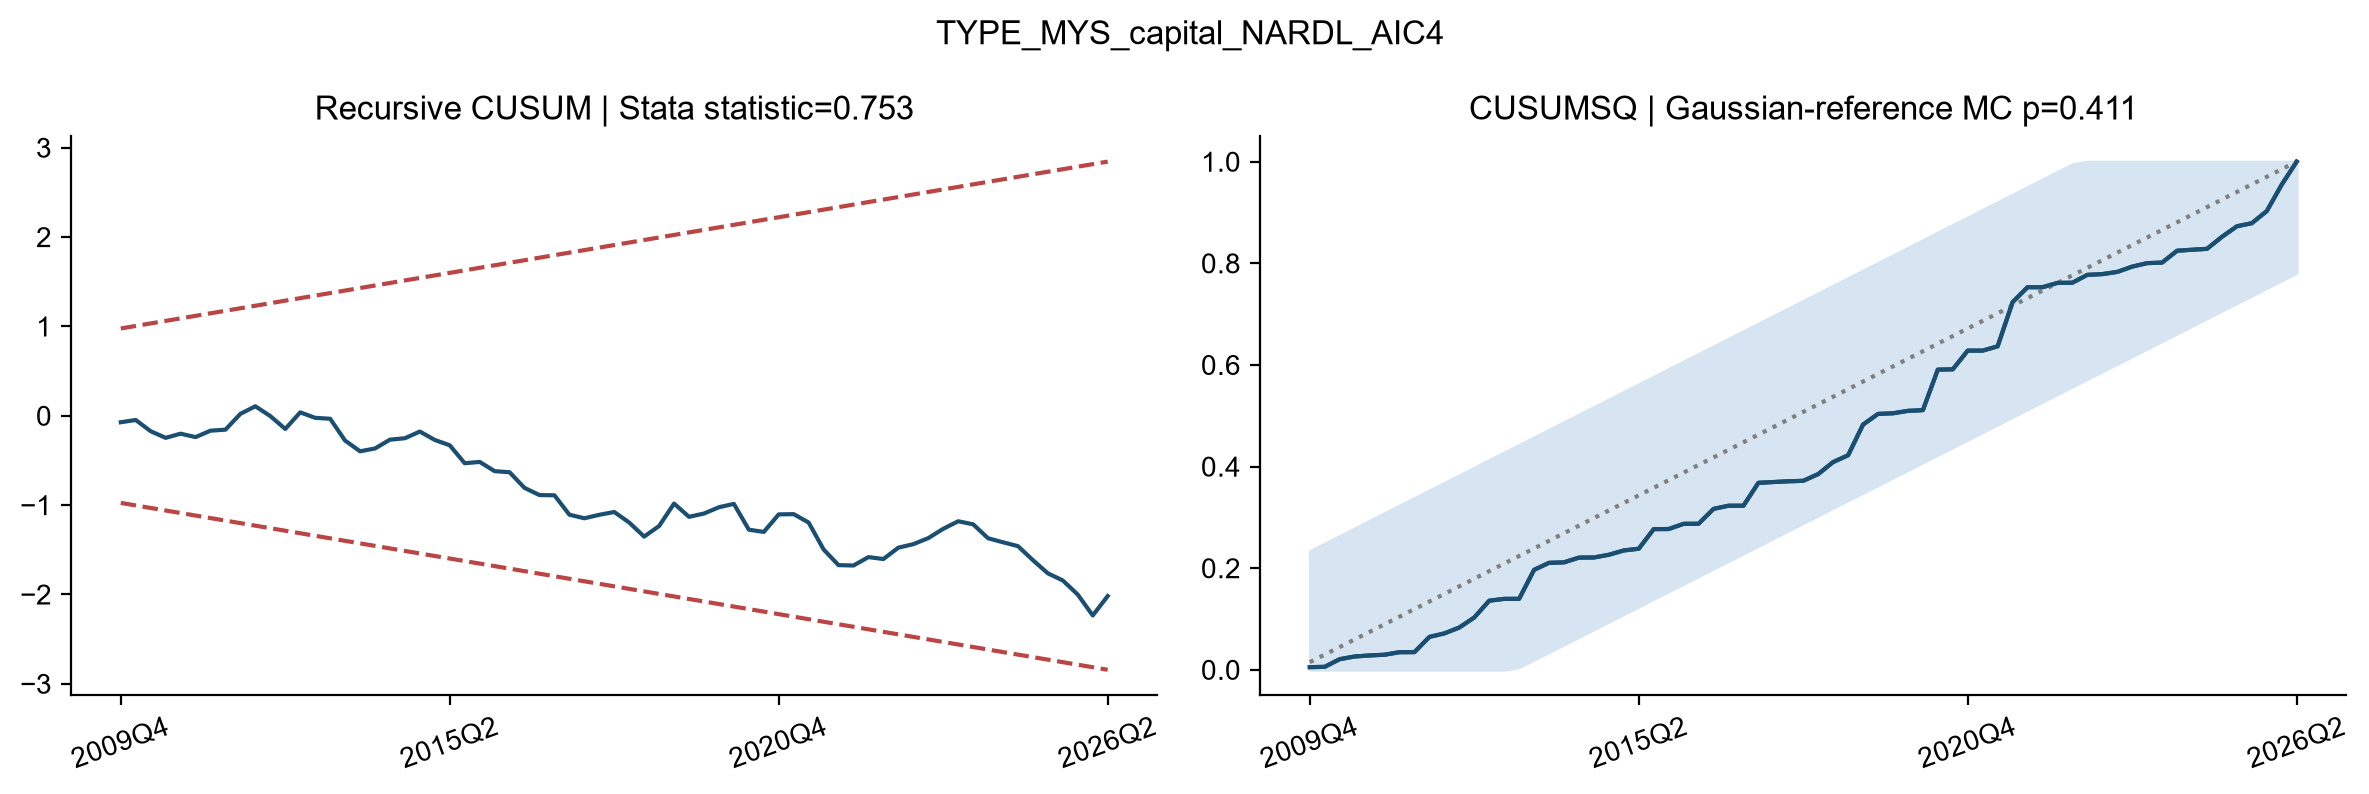 TYPE_MYS_capital_NARDL_AIC4
Recursive CUSUM | Stata statistic=0.753
3
2
1
0
−1
−2
−3
2009Q4
2015Q2
2020Q4
2026Q2
CUSUMSQ | Gaussian-reference MC p=0.411
1.0
0.8
0.6
0.4
0.2
0.0
2009Q4
2015Q2
2020Q4
2026Q2